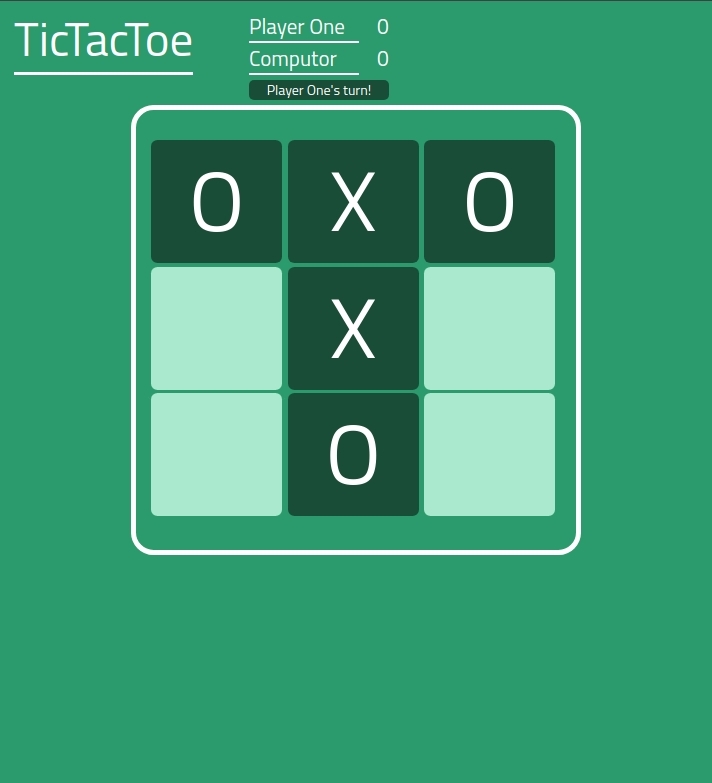 TicTacToe
Player One 0
Computor 0
Player One's turn!
O X O
X
O